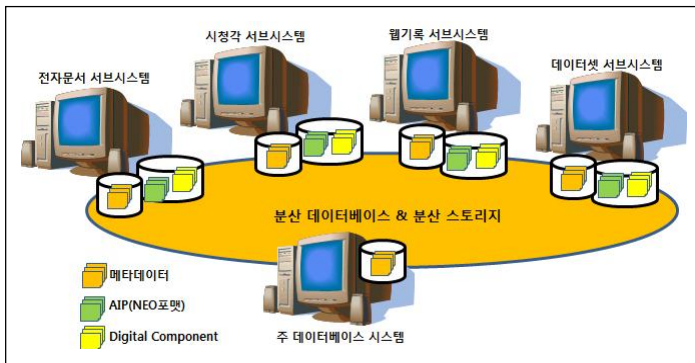 시청각 서브시스템
웹기록 서브시스템
전자문서 서브시스템
데이터셋 서브시스템
분산 데이터베이스 & 분산 스토리지
메타데이터
AIP(NEO포맷)
Digital Component
주 데이터베이스 시스템